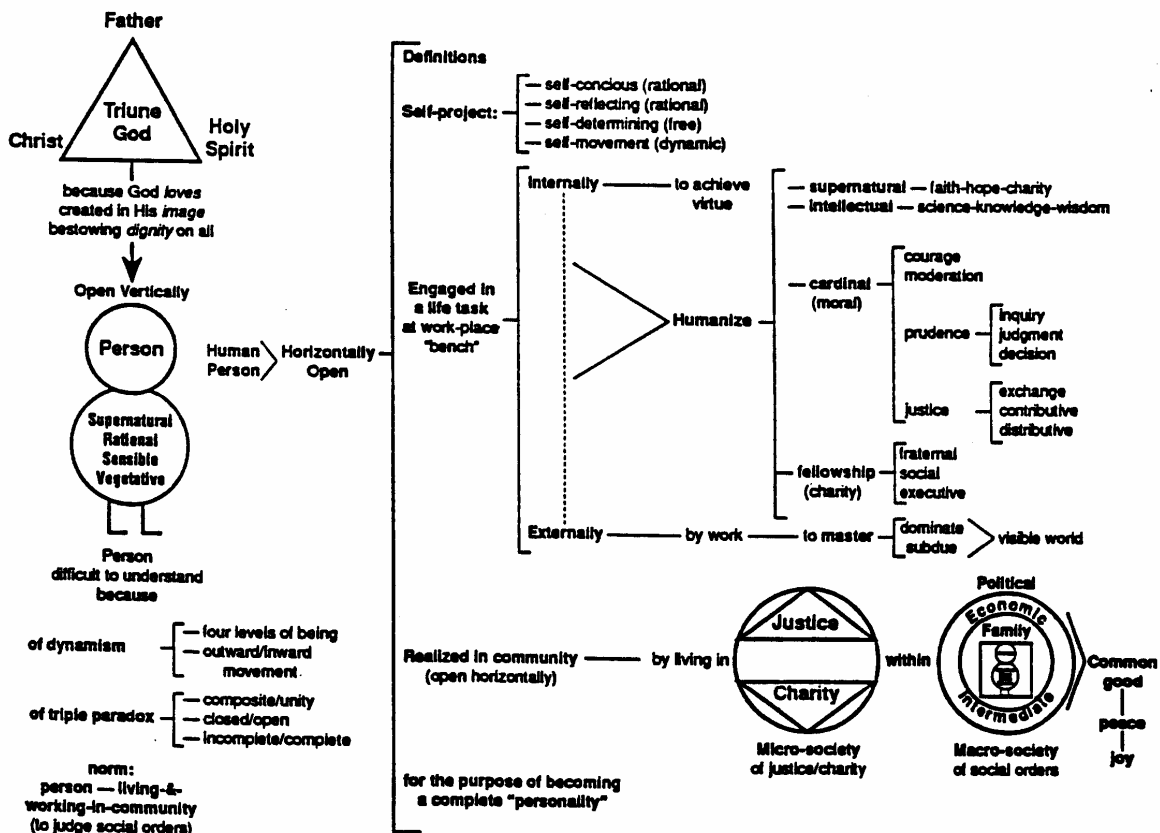 Father
Triune
God
Christ
Holy
Spirit
because God loves
created in His image
bestowing dignity on all
Open Vertically
Person
Supernatural
Rational
Sensible
Vegetative
Person
difficult to understand
because
of dynamism
— four levels of being
— outward/inward
movement
of triple paradox
— composite/unity
— closed/open
— incomplete/complete
norm:
person — living-&-
working-in-community
(to judge social orders)
Human
Person
Horizontally
Open
Definitions
Self-project:
— self-concious (rational)
— self-reflecting (rational)
— self-determining (free)
— self-movement (dynamic)
Engaged in
a life task
at work-place
"bench"
Internally
to achieve
virtue
Humanize
— supernatural — faith-hope-charity
— intellectual — science-knowledge-wisdom
— cardinal
(moral)
courage
moderation
prudence
inquiry
judgment
decision
justice
exchange
contributive
distributive
fellowship
(charity)
fraternal
social
executive
Externally
by work
to master
dominate
subdue
visible world
Realized in community
(open horizontally)
by living in
Justice
Charity
Micro-society
of justice/charity
within
Political
Economic
Family
Intermediate
Macro-society
of social orders
Common
good
peace
joy
for the purpose of becoming
a complete "personality"